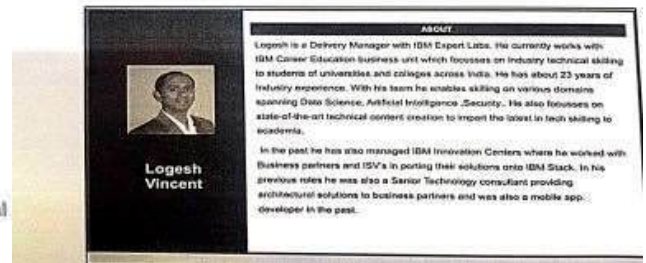 Logesh
Vincent
ABOUT
Logesh is a Delivery Manager with IBM Expert Labs. He currently works with
IBM Career Education business unit which focusses on Industry technical skilling
to students of universities and colleges across India. He has about 23 years of
Industry experience. With his team he enables skilling on various domains
spanning Data Science, Artificial Intelligence ,Security.. He also focusses on
state-of-the-art technical content creation to impart the latest in tech skilling to
academia.
In the past he has also managed IBM Innovation Centers where he worked with
Business partners and ISV's in porting their solutions onto IBM Stack. In his
previous roles he was also a Senior Technology consultant providing
architectural solutions to business partners and was also a mobile app.
developer in the past.